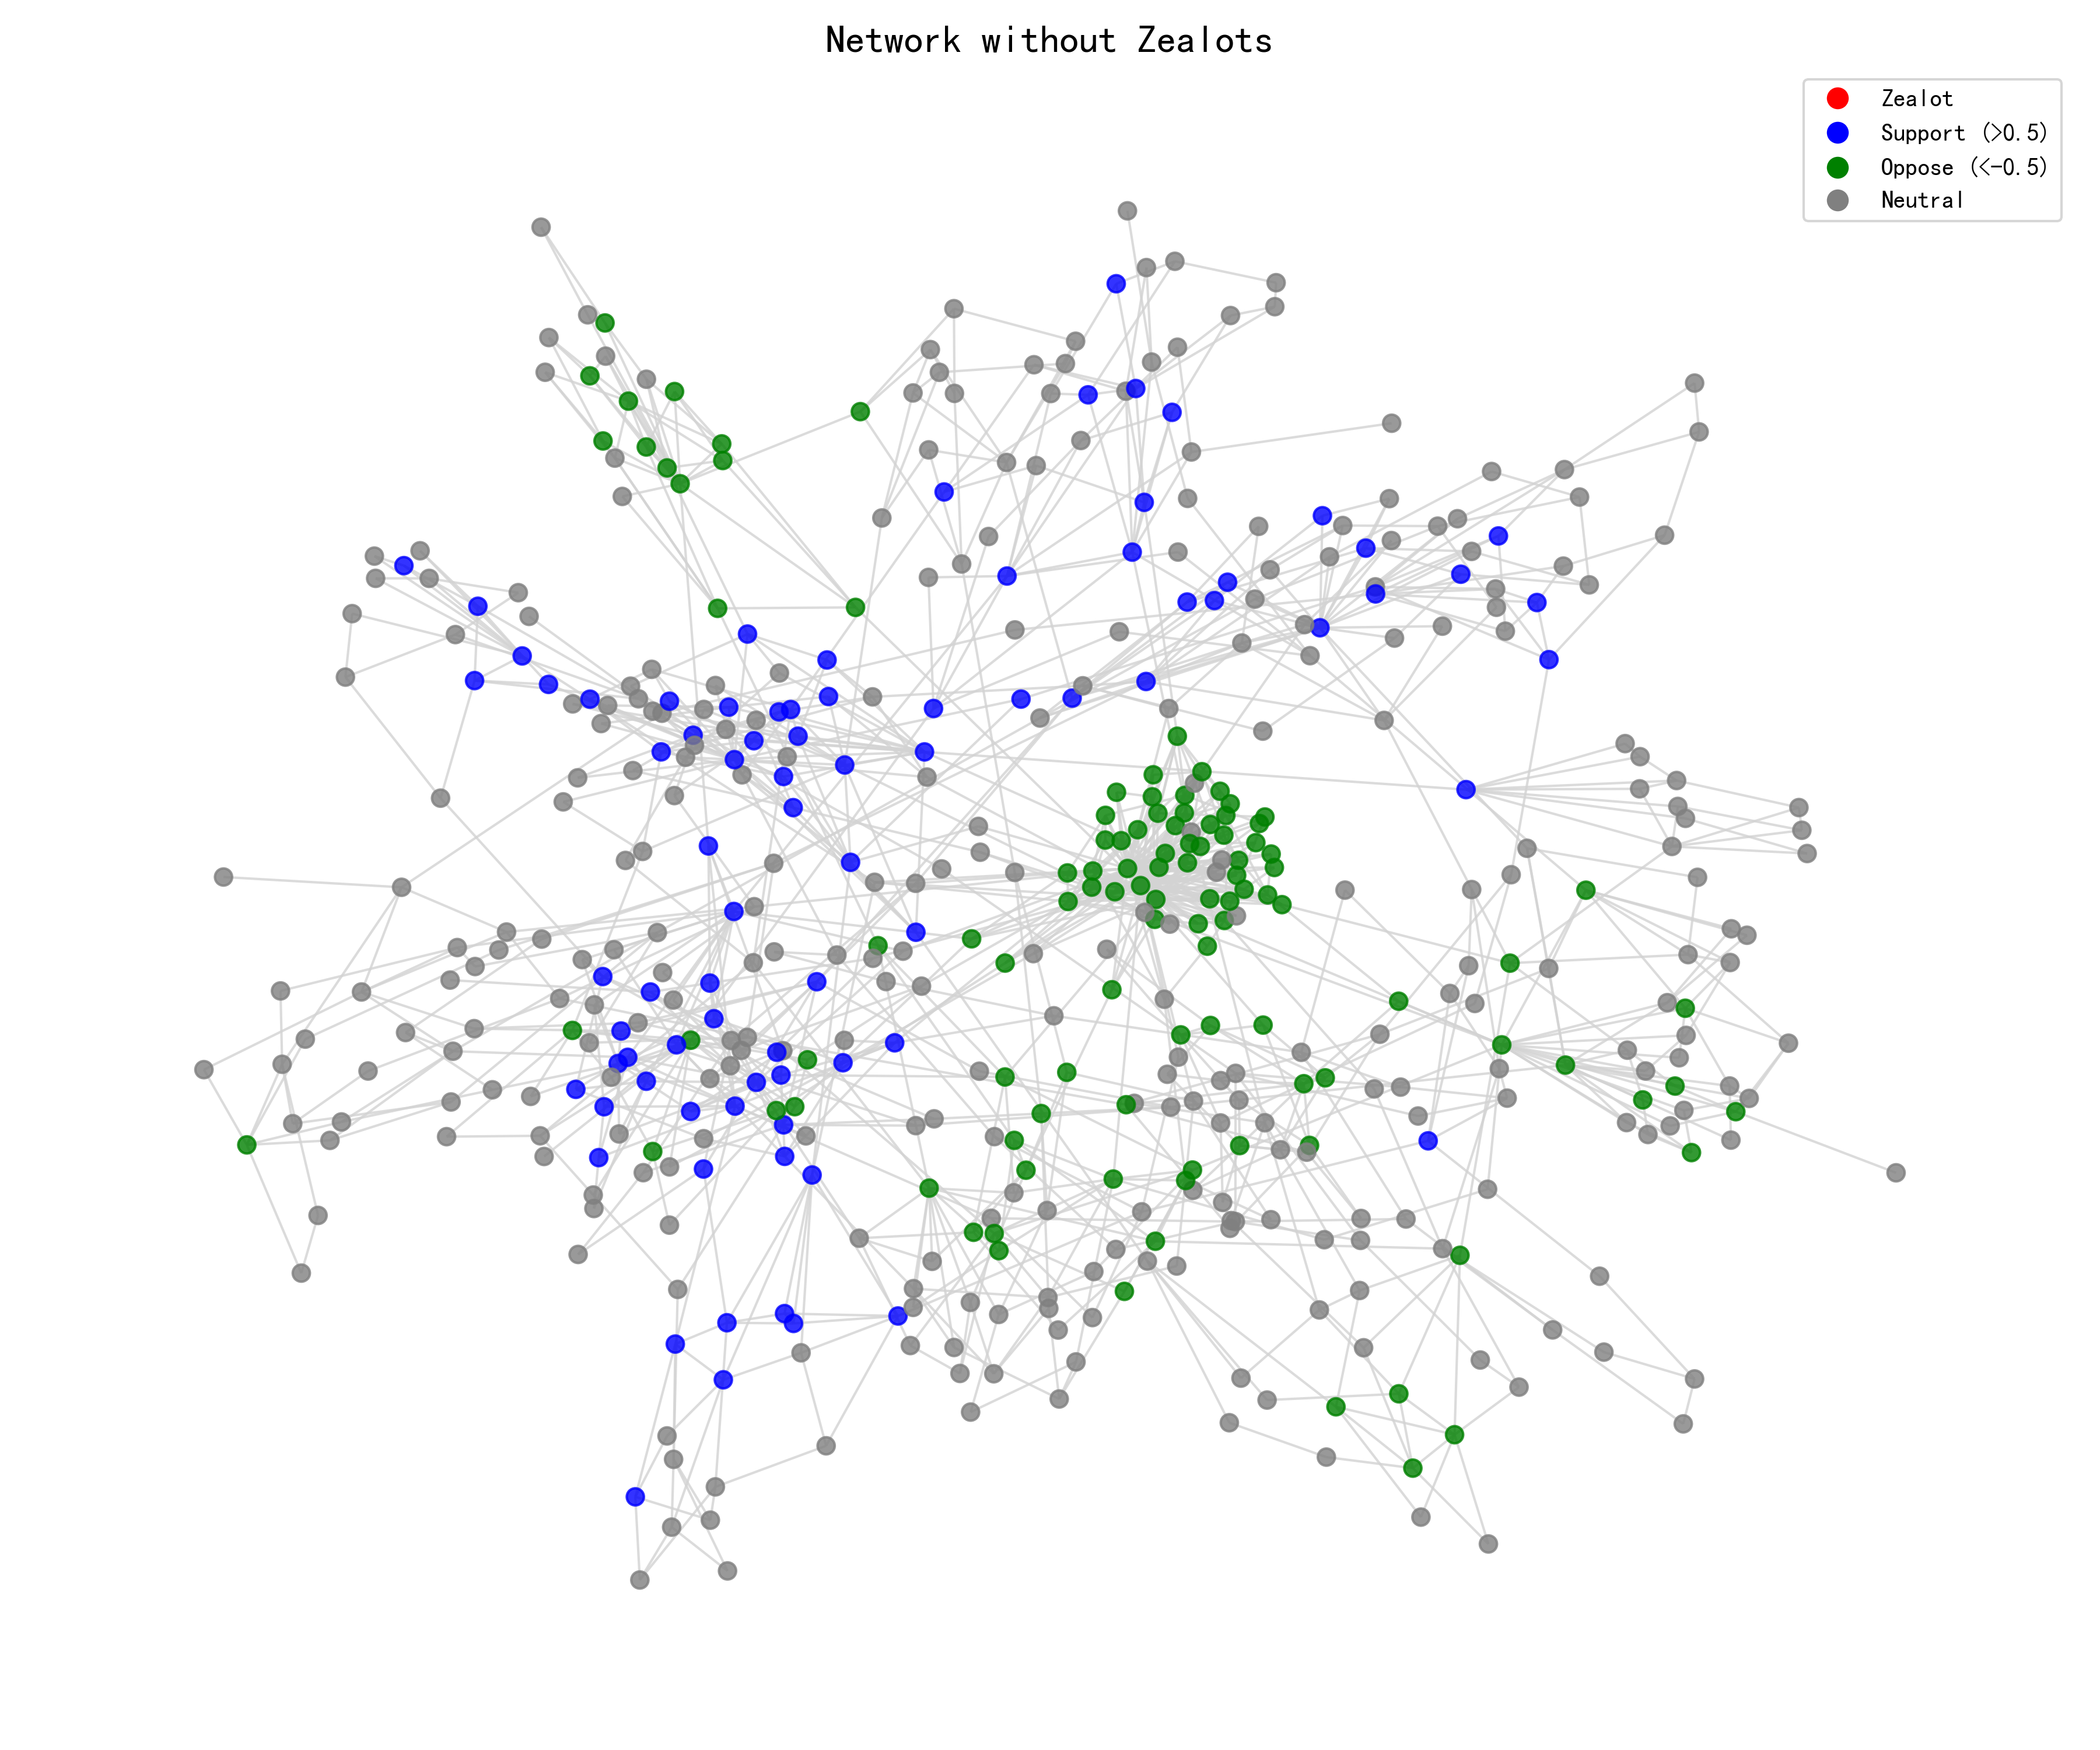 Network without Zealots
Zealot
Support (>0.5)
Oppose (<-0.5)
Neutral